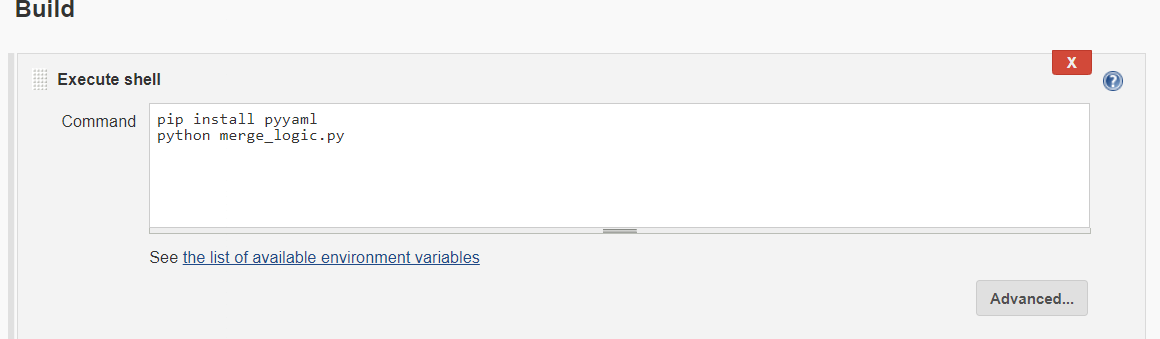 Build
X
Execute shell
Command
pip install pyyaml
python merge_logic.py
See the list of available environment variables
Advanced...